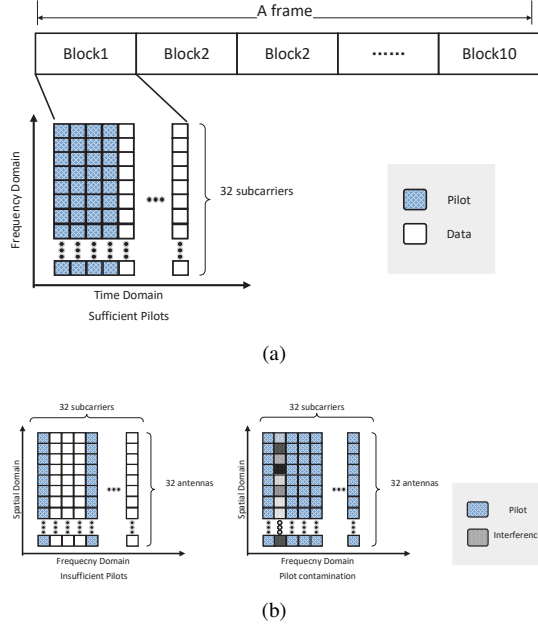 A frame
Block1
Block2
Block2
······
Block10
Frequency Domain
32 subcarriers
Pilot
Data
Time Domain
Sufficient Pilots
(a)
32 subcarriers
32 subcarriers
Spatial Domain
32 antennas
Spatial Domain
32 antennas
Pilot
Interferenc
Frequecny Domain
Insufficient Pilots
Frequecny Domain
Pilot contamination
(b)